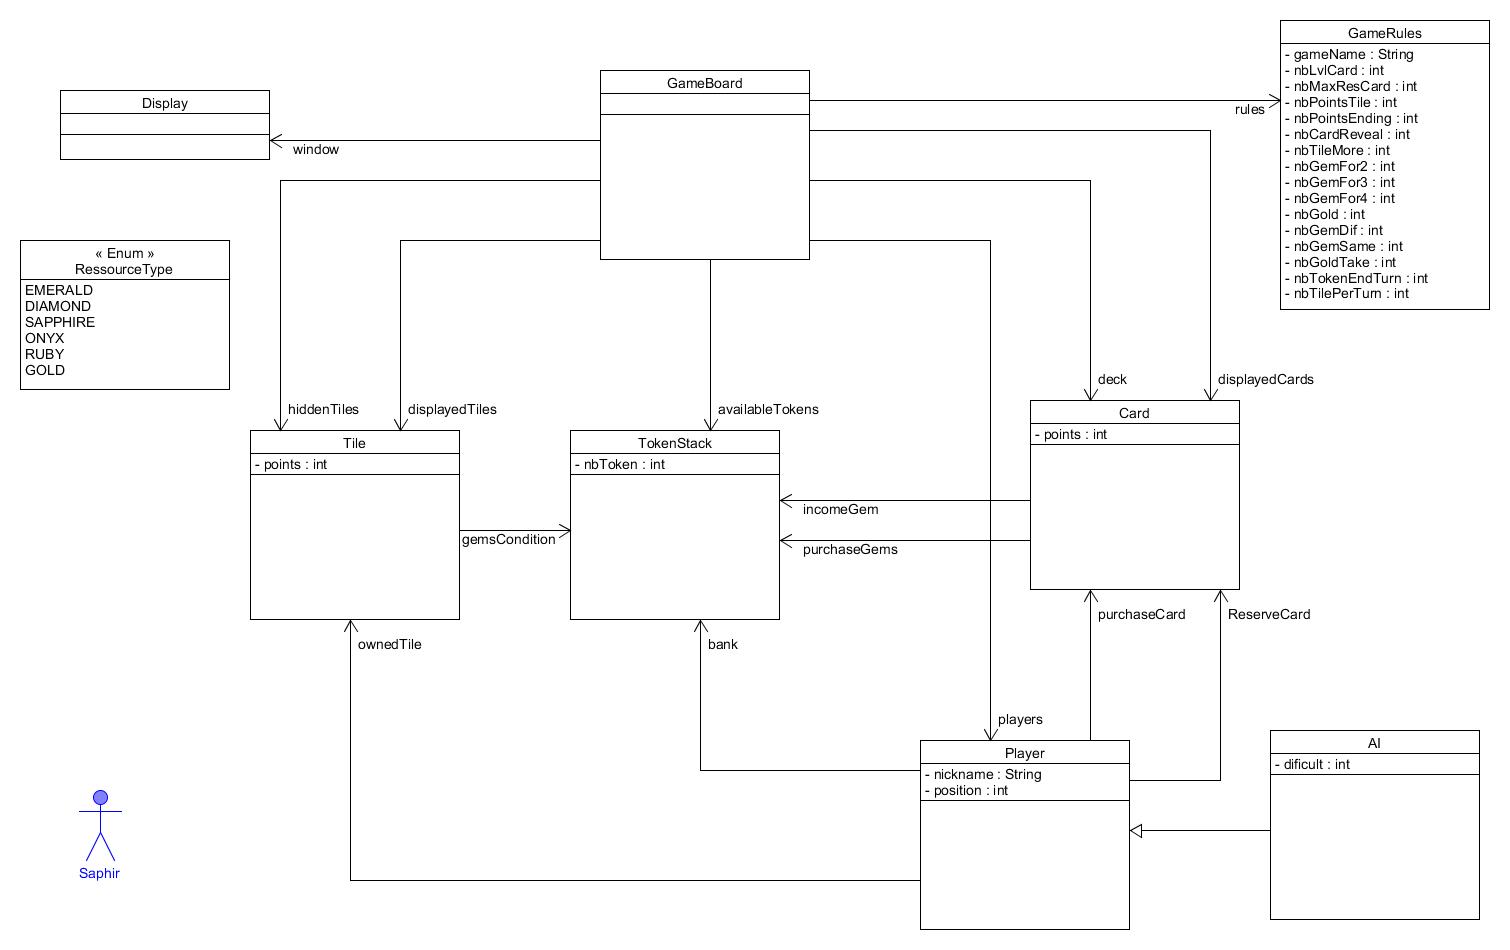 GameRules
- gameName : String
- nbLvlCard : int
- nbMaxResCard : int
- nbPointsTile : int
- nbPointsEnding : int
- nbCardReveal : int
- nbTileMore : int
- nbGemFor2 : int
- nbGemFor3 : int
- nbGemFor4 : int
- nbGold : int
- nbGemDif : int
- nbGemSame : int
- nbGoldTake : int
- nbTokenEndTurn : int
- nbTilePerTurn : int
GameBoard
Display
rules
window
« Enum »
RessourceType
EMERALD
DIAMOND
SAPPHIRE
ONYX
RUBY
GOLD
deck
displayedCards
hiddenTiles
displayedTiles
availableTokens
Tile
- points : int
TokenStack
- nbToken : int
Card
- points : int
incomeGem
gemsCondition
purchaseGems
ownedTile
bank
purchaseCard
ReserveCard
players
Player
- nickname : String
- position : int
AI
- dificult : int
Saphir